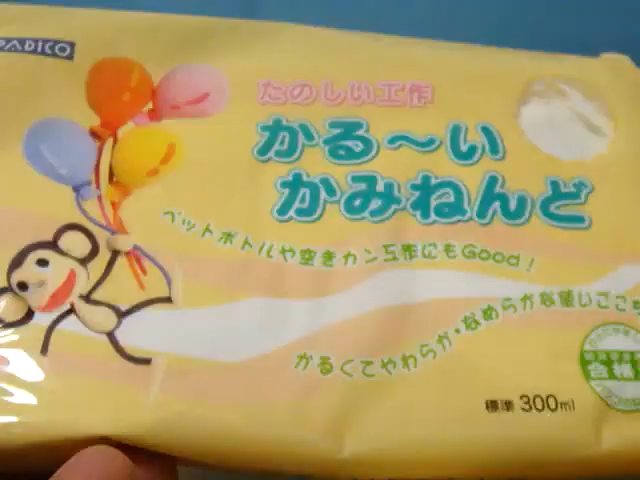 PADICO
たのしい工作
かる〜い
かみねんど
ペットボトルや空きカン工作にもGood!
かるくてやわらか・なめらかな使いごこち
合格
標準 300ml